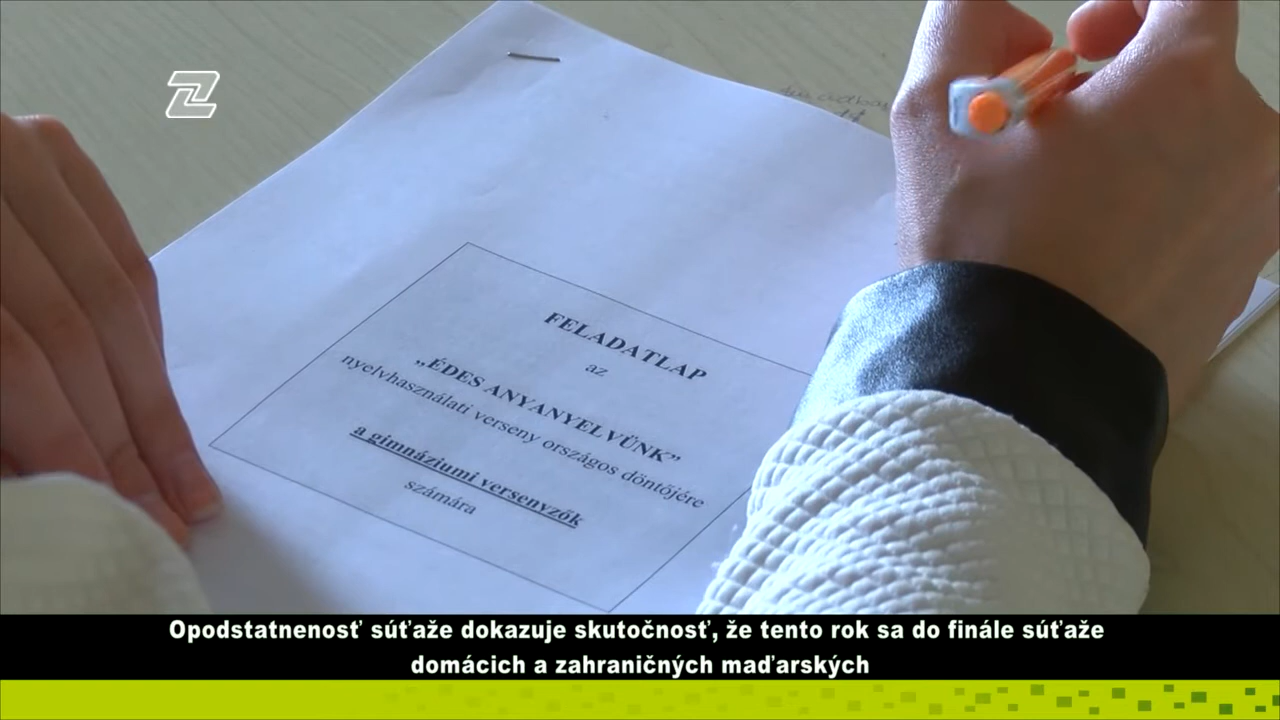 FELADATLAP
az
„ÉDES ANYANYELVÜNK”
nyelvhasználati verseny országos döntőjére
a gimnáziumi versenyzők
számára
Opodstatnenosť súťaže dokazuje skutočnosť, že tento rok sa do finále súťaže
domácich a zahraničných maďarských